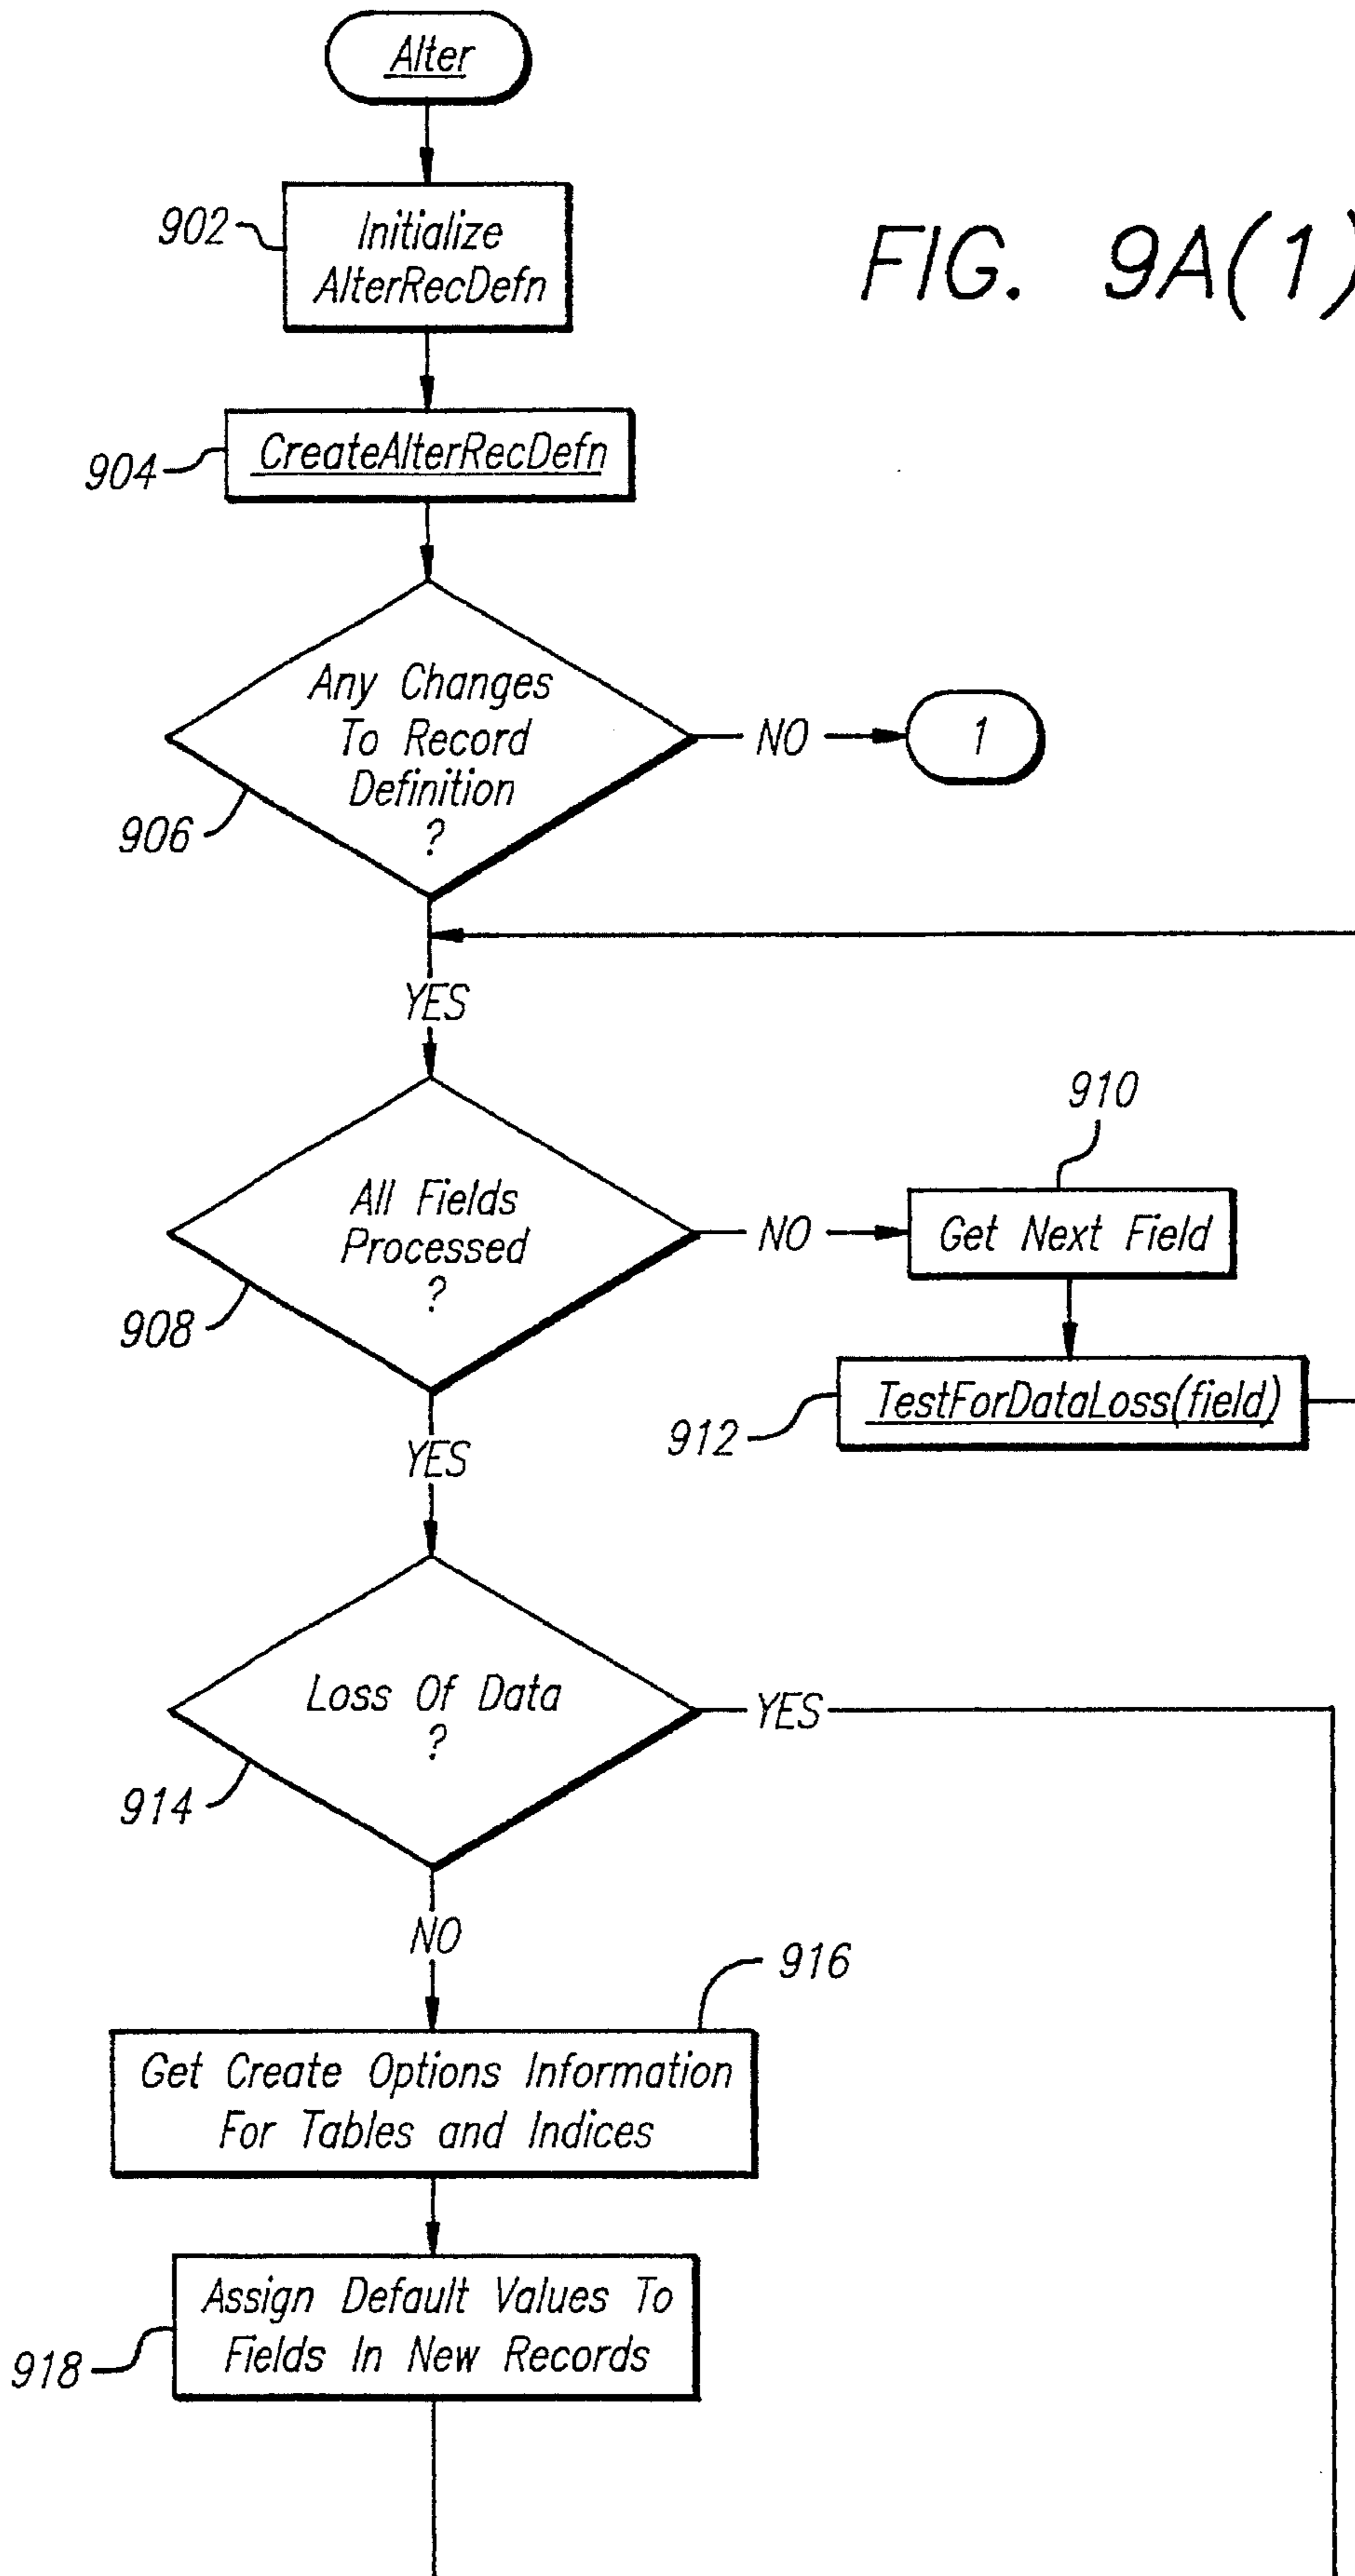 Alter
902
Initialize
AlterRecDefn
FIG. 9A(1)
904
CreateAlterRecDefn
Any Changes
To Record
Definition
?
906
NO
1
YES
910
All Fields
Processed
?
908
NO
Get Next Field
912
TestForDataLoss(field)
YES
Loss Of Data
?
914
YES
NO
916
Get Create Options Information
For Tables and Indices
918
Assign Default Values To
Fields In New Records